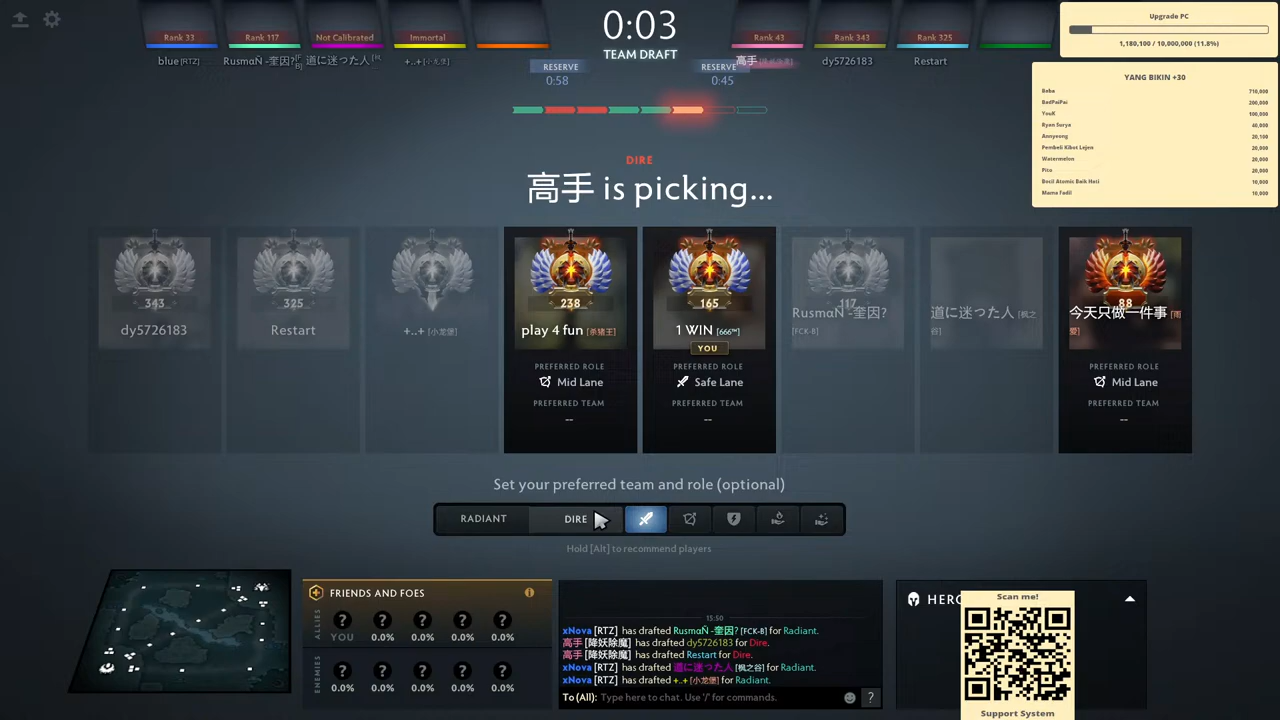 Rank 33
Rank 117
Not Calibrated
Immortal
blue [RTZ]
RusmαÑ -奎因?
道に迷った人
+..+ [小龙堡]
0:03
TEAM DRAFT
RESERVE
0:58
RESERVE
0:45
Rank 43
Rank 343
Rank 325
高手
dy5726183
Restart
Upgrade PC
1,180,100 / 10,000,000 (11.8%)
YANG BIKIN +30
Beba 710,000
BadPaiPai 200,000
YouK 100,000
Ryan Surya 40,000
Annyeong 20,100
Pembeli Kibot Lejen 20,000
Watermelon 20,000
Pito 20,000
Bocil Atomic Baik Hati 10,000
Mama Fadil 10,000
DIRE
高手 is picking...
343
dy5726183
325
Restart
+..+ [小龙堡]
238
play 4 fun [杀猪王]
PREFERRED ROLE
Mid Lane
PREFERRED TEAM
--
165
1 WIN [666™]
YOU
PREFERRED ROLE
Safe Lane
PREFERRED TEAM
--
117
RusmαÑ -奎因?
[FCK-B]
道に迷った人 [枫之
谷]
88
今天只做一件事 [雨
爱]
PREFERRED ROLE
Mid Lane
PREFERRED TEAM
--
Set your preferred team and role (optional)
RADIANT
DIRE
Hold [Alt] to recommend players
FRIENDS AND FOES
ALLIES
? ? ? ? ?
YOU 0.0% 0.0% 0.0% 0.0%
ENEMIES
? ? ? ? ?
0.0% 0.0% 0.0% 0.0% 0.0%
15:50
xNova [RTZ] has drafted RusmαÑ -奎因? [FCK-B] for Radiant.
高手 [降妖除魔] has drafted dy5726183 for Dire.
高手 [降妖除魔] has drafted Restart for Dire.
xNova [RTZ] has drafted 道に迷った人 [枫之谷] for Radiant.
xNova [RTZ] has drafted +..+ [小龙堡] for Radiant.
To (All): Type here to chat. Use '/' for commands.
?
HERO
Scan me!
Support System